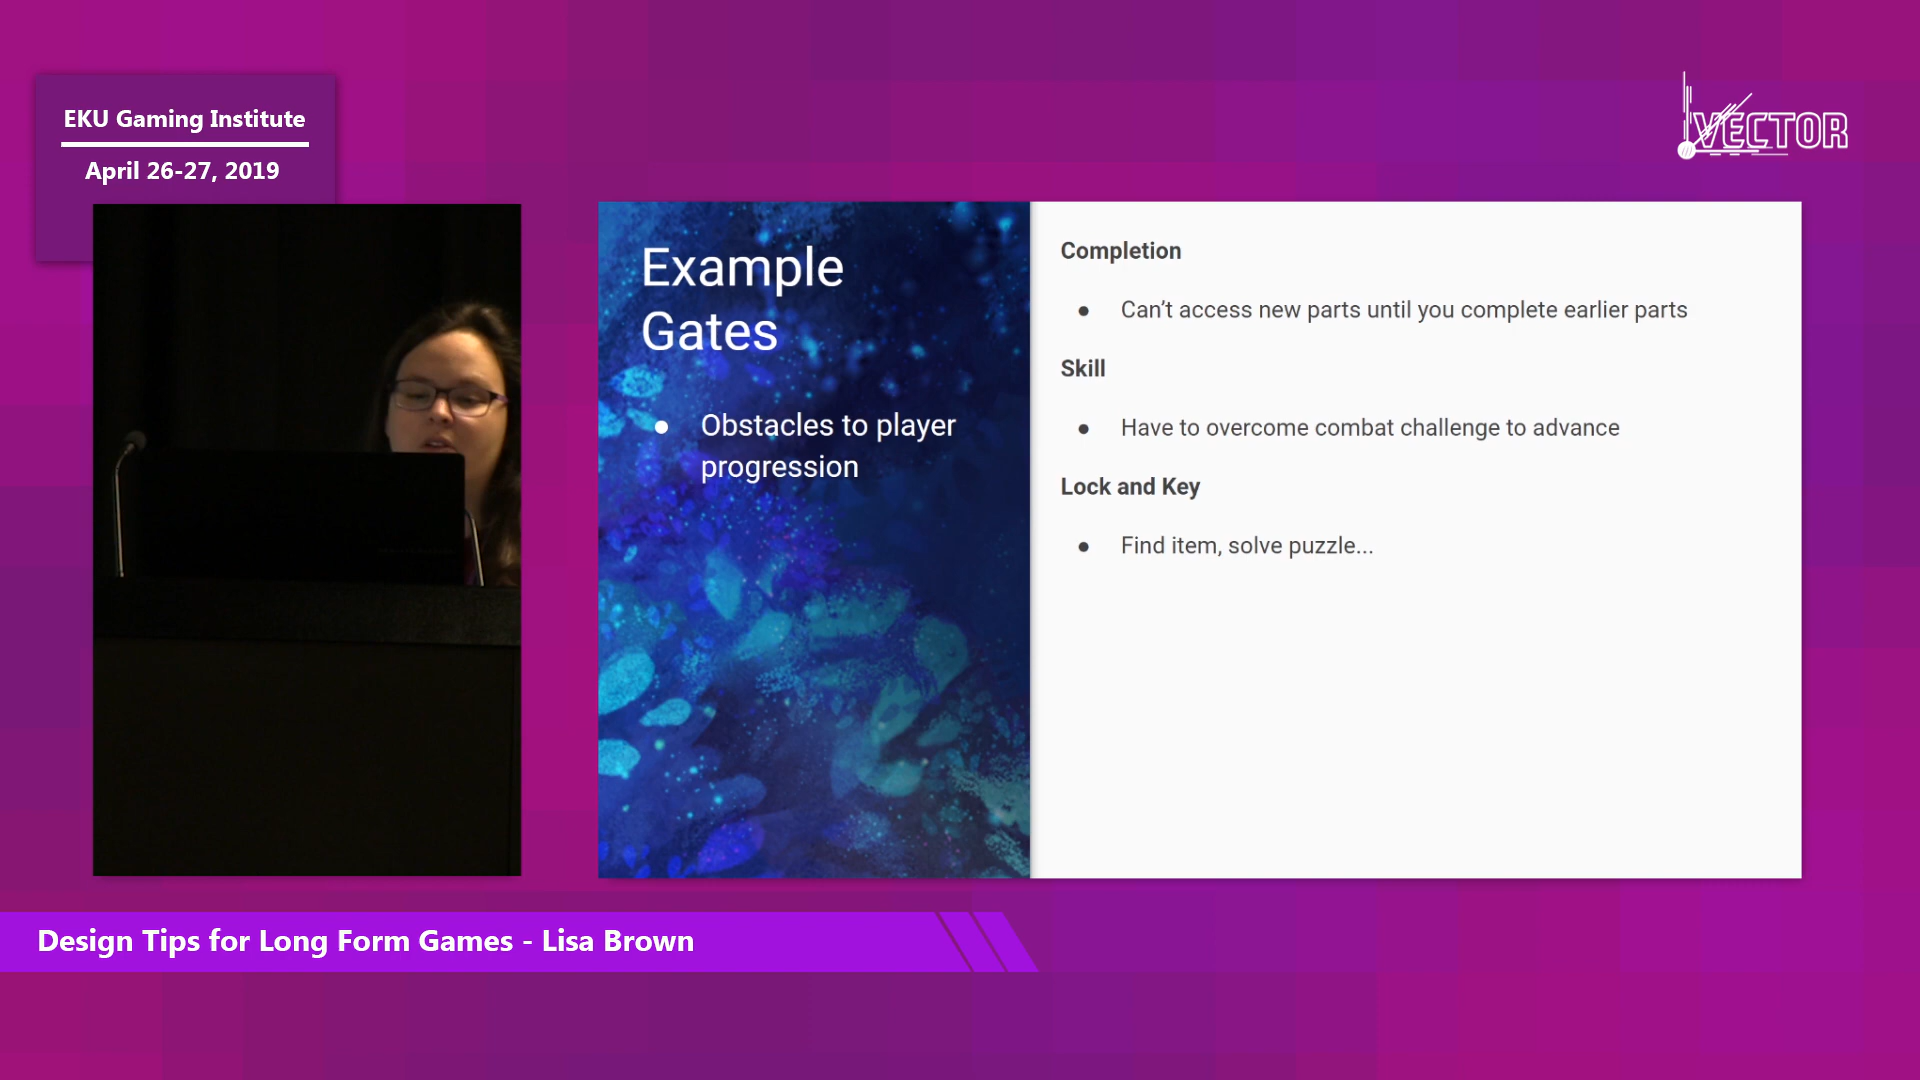 EKU Gaming Institute
April 26-27, 2019
VECTOR
Example
Gates
● Obstacles to player
progression
Completion
● Can’t access new parts until you complete earlier parts
Skill
● Have to overcome combat challenge to advance
Lock and Key
● Find item, solve puzzle...
Design Tips for Long Form Games - Lisa Brown